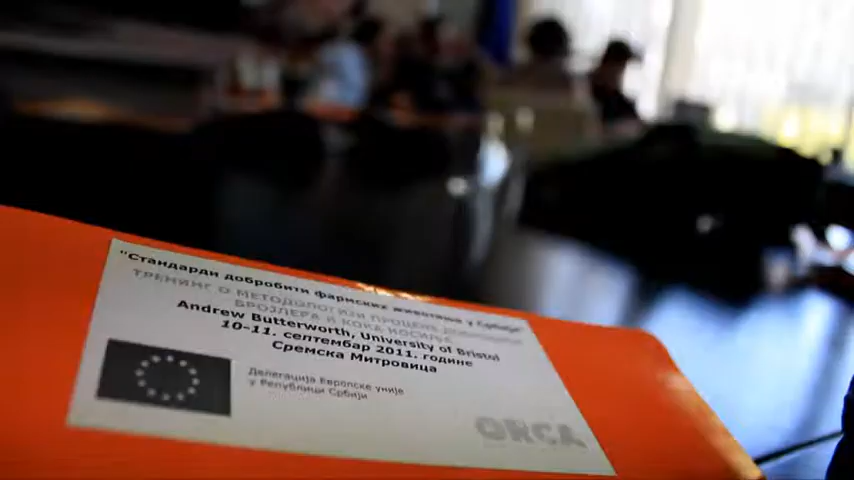 "Стандарди добробити фармских животиња у Србији"
ТРЕНИНГ О МЕТОДОЛОГИЈИ ПРОЦЕНЕ ДОБРОБИТИ
БРОЈЛЕРА И КОКА НОСИЉА
Andrew Butterworth, University of Bristol
10-11. септембар 2011. године
Сремска Митровица
Делегација Европске уније
у Републици Србији
ORCA